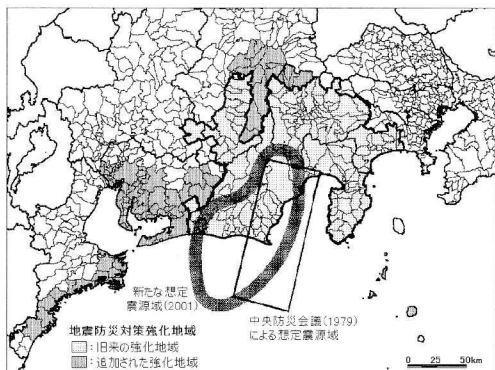 新たな想定
震源域(2001)
中央防災会議(1979)
による想定震源域
地震防災対策強化地域
：旧来の強化地域
：追加された強化地域
0 25 50km